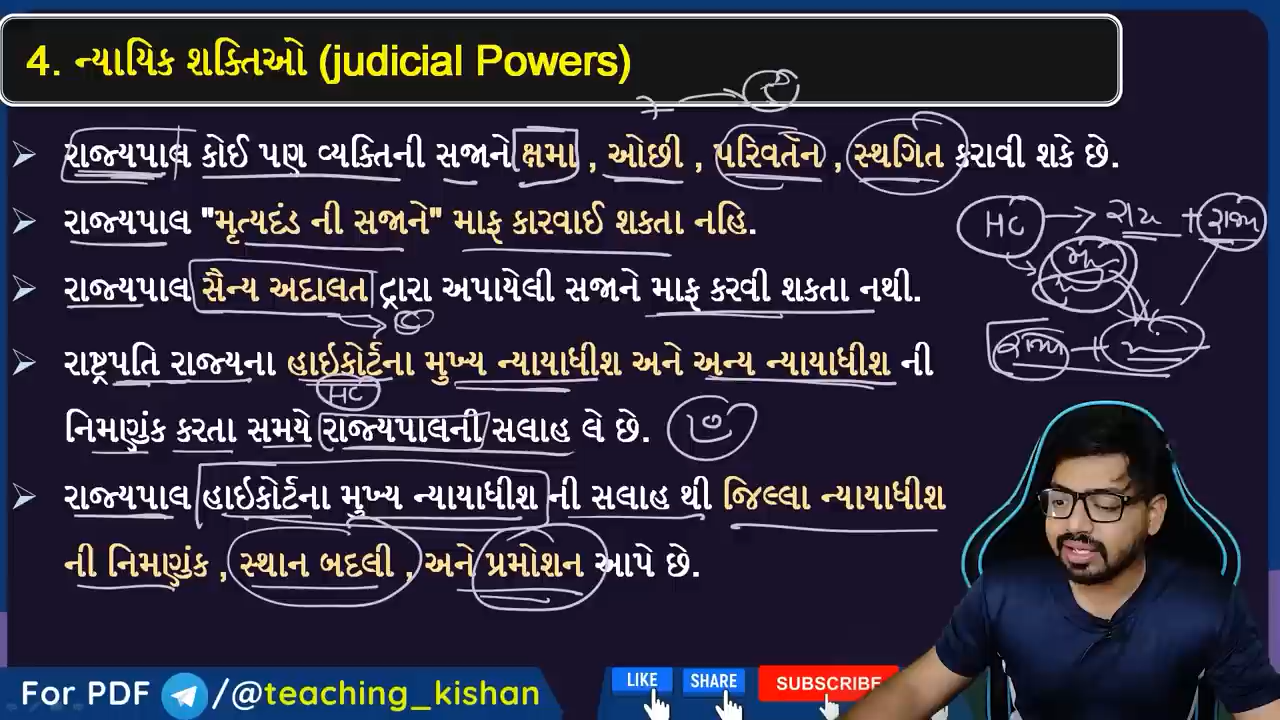 4. ન્યાયિક શક્તિઓ (judicial Powers)
➢ રાજ્યપાલ કોઈ પણ વ્યક્તિની સજાને ક્ષમા , ઓછી , પરિવર્તન , સ્થગિત કરાવી શકે છે.
➢ રાજ્યપાલ "મૃત્યદંડ ની સજાને" માફ કારવાઈ શકતા નહિ.
HC
➢ રાજ્યપાલ સૈન્ય અદાલત દ્વારા અપાયેલી સજાને માફ કરવી શકતા નથી.
➢ રાષ્ટ્રપતિ રાજ્યના હાઇકોર્ટના મુખ્ય ન્યાયાધીશ અને અન્ય ન્યાયાધીશ ની
HC
નિમણુંક કરતા સમયે રાજ્યપાલની સલાહ લે છે.
➢ રાજ્યપાલ હાઇકોર્ટના મુખ્ય ન્યાયાધીશ ની સલાહ થી જિલ્લા ન્યાયાધીશ
ની નિમણુંક , સ્થાન બદલી , અને પ્રમોશન આપે છે.
For PDF /@teaching_kishan
LIKE
SHARE
SUBSCRIBE